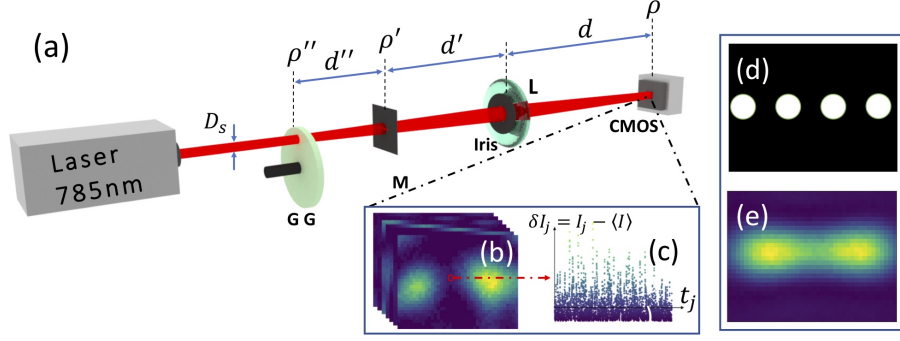 (a)
ρ''
d''
ρ'
d'
d
ρ
L
D_s
Laser
785nm
Iris
CMOS
M
G G
(b)
δI_j = I_j − ⟨I⟩
(c)
t_j
(d)
(e)